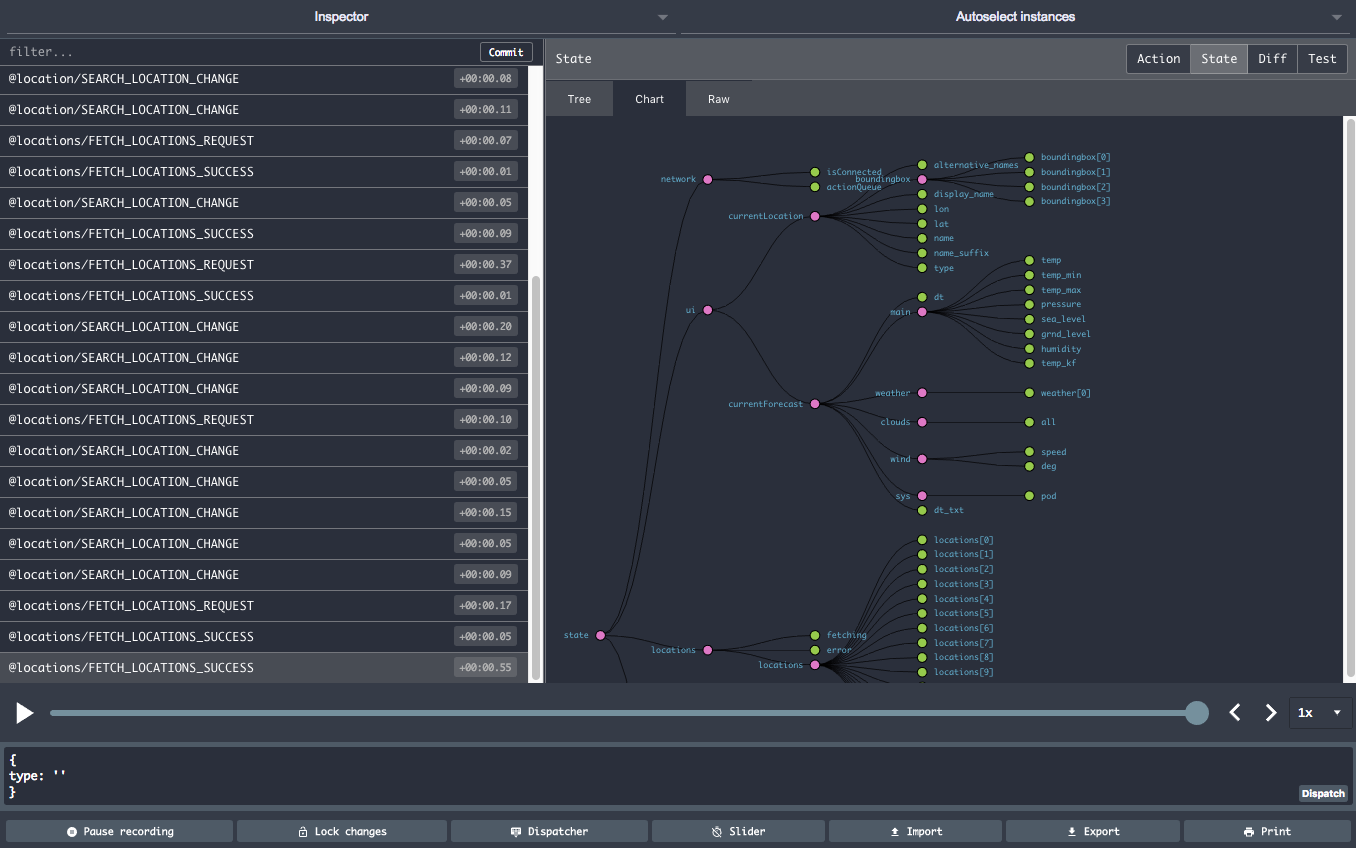 Inspector
Autoselect instances
filter...
Commit
@location/SEARCH_LOCATION_CHANGE +00:00.08
@location/SEARCH_LOCATION_CHANGE +00:00.11
@locations/FETCH_LOCATIONS_REQUEST +00:00.07
@locations/FETCH_LOCATIONS_SUCCESS +00:00.01
@location/SEARCH_LOCATION_CHANGE +00:00.05
@locations/FETCH_LOCATIONS_SUCCESS +00:00.09
@locations/FETCH_LOCATIONS_REQUEST +00:00.37
@locations/FETCH_LOCATIONS_SUCCESS +00:00.01
@location/SEARCH_LOCATION_CHANGE +00:00.20
@location/SEARCH_LOCATION_CHANGE +00:00.12
@location/SEARCH_LOCATION_CHANGE +00:00.09
@locations/FETCH_LOCATIONS_REQUEST +00:00.10
@location/SEARCH_LOCATION_CHANGE +00:00.02
@location/SEARCH_LOCATION_CHANGE +00:00.05
@location/SEARCH_LOCATION_CHANGE +00:00.15
@location/SEARCH_LOCATION_CHANGE +00:00.05
@location/SEARCH_LOCATION_CHANGE +00:00.09
@locations/FETCH_LOCATIONS_REQUEST +00:00.17
@locations/FETCH_LOCATIONS_SUCCESS +00:00.05
@locations/FETCH_LOCATIONS_SUCCESS +00:00.55
State
Action State Diff Test
Tree Chart Raw
state
network
isConnected
actionQueue
ui
currentLocation
alternative_names
boundingbox
boundingbox[0]
boundingbox[1]
boundingbox[2]
boundingbox[3]
display_name
lon
lat
name
name_suffix
type
currentForecast
dt
main
temp
temp_min
temp_max
pressure
sea_level
grnd_level
humidity
temp_kf
weather
weather[0]
clouds
all
wind
speed
deg
sys
pod
dt_txt
locations
fetching
error
locations
locations[0]
locations[1]
locations[2]
locations[3]
locations[4]
locations[5]
locations[6]
locations[7]
locations[8]
locations[9]
1x
{
type: ''
}
Dispatch
Pause recording
Lock changes
Dispatcher
Slider
Import
Export
Print